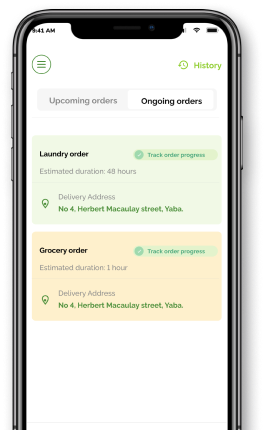 9:41 AM
History
Upcoming orders
Ongoing orders
Laundry order
Track order progress
Estimated duration: 48 hours
Delivery Address
No 4, Herbert Macaulay street, Yaba.
Grocery order
Track order progress
Estimated duration: 1 hour
Delivery Address
No 4, Herbert Macaulay street, Yaba.